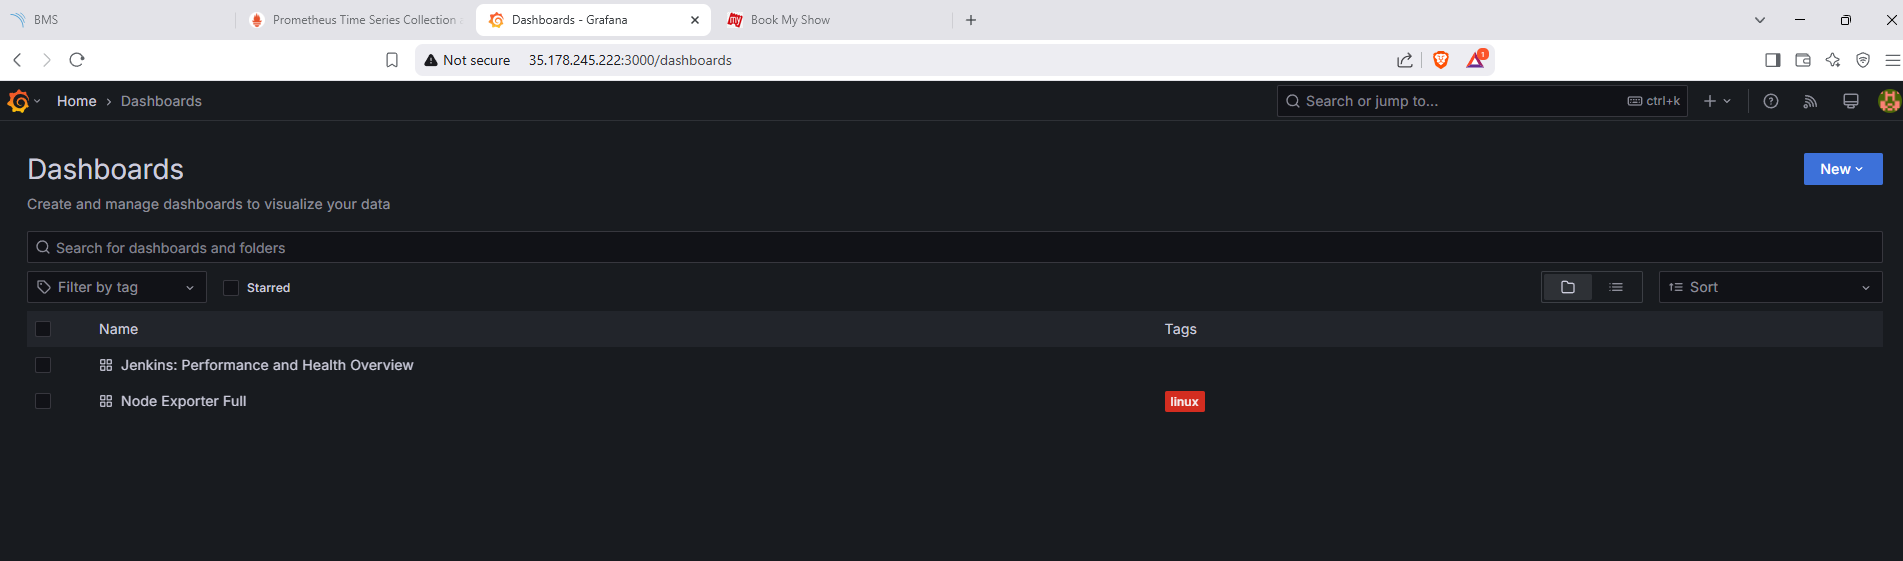 BMS
Prometheus Time Series Collection
Dashboards - Grafana
Book My Show
Not secure 35.178.245.222:3000/dashboards
1
Home › Dashboards
Search or jump to... ctrl+k
Dashboards
New
Create and manage dashboards to visualize your data
Search for dashboards and folders
Filter by tag
Starred
Sort
Name Tags
Jenkins: Performance and Health Overview
Node Exporter Full linux